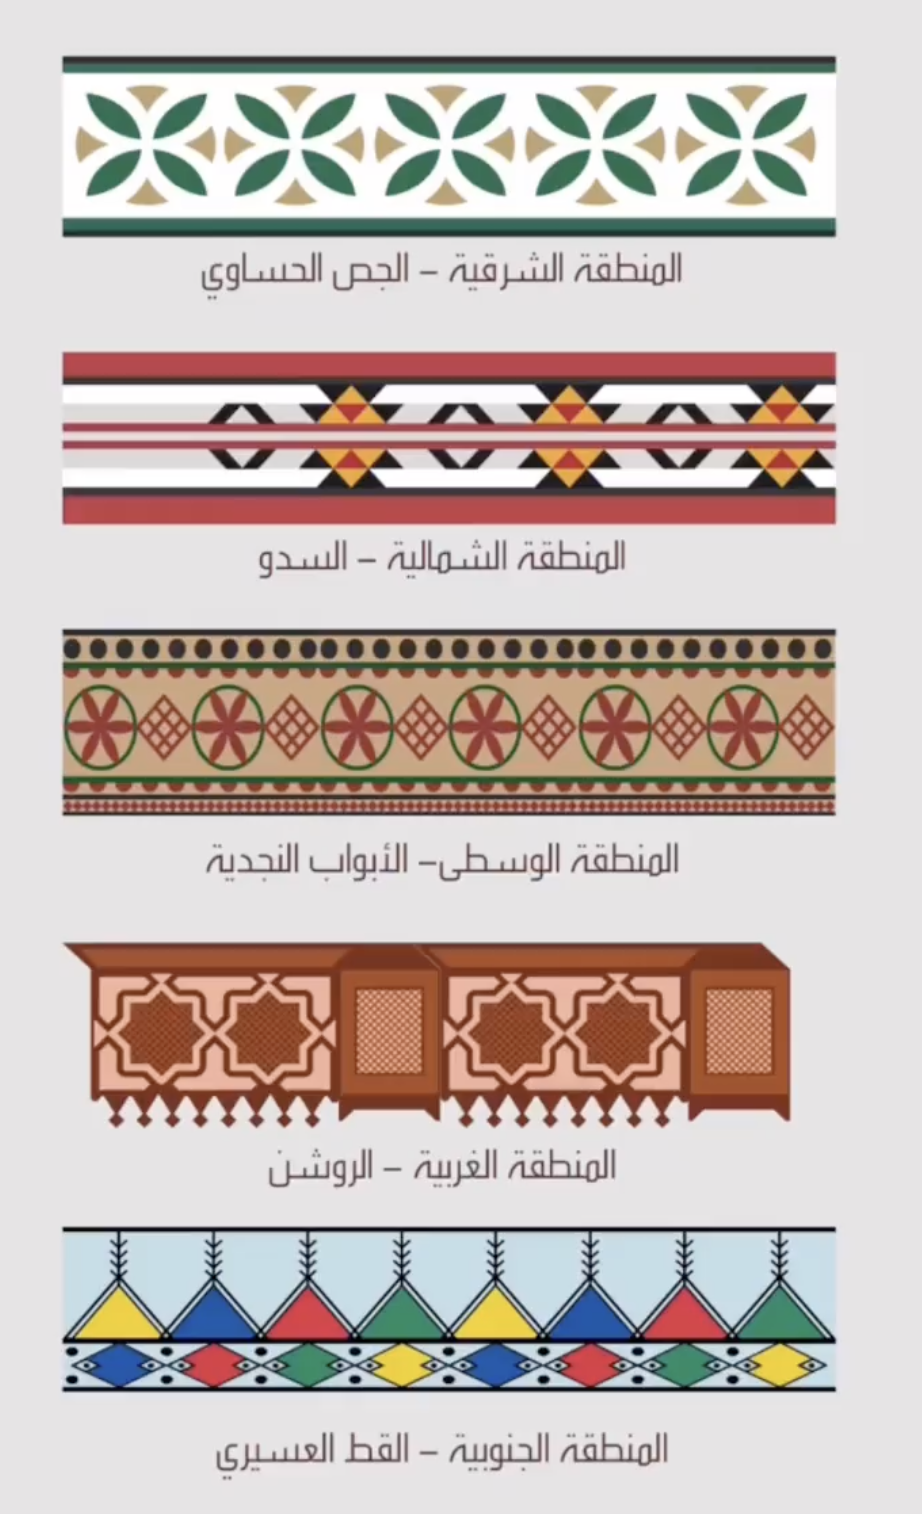 المنطقة الشرقية – الجص الحساوي
المنطقة الشمالية – السدو
المنطقة الوسطى– الأبواب النجدية
المنطقة الغربية – الروشن
المنطقة الجنوبية – القط العسيري